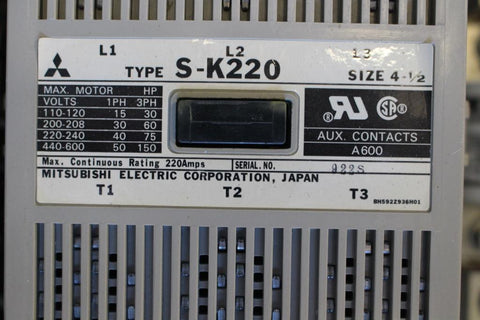 L1 L2 L3
TYPE S-K220 SIZE 4-1/2
MAX. MOTOR HP
VOLTS 1PH 3PH
110-120 15 30
200-208 30 60
220-240 40 75
440-600 50 150
AUX. CONTACTS
A600
Max. Continuous Rating 220Amps SERIAL NO. 922S
MITSUBISHI ELECTRIC CORPORATION, JAPAN
T1 T2 T3
BH592Z936H01